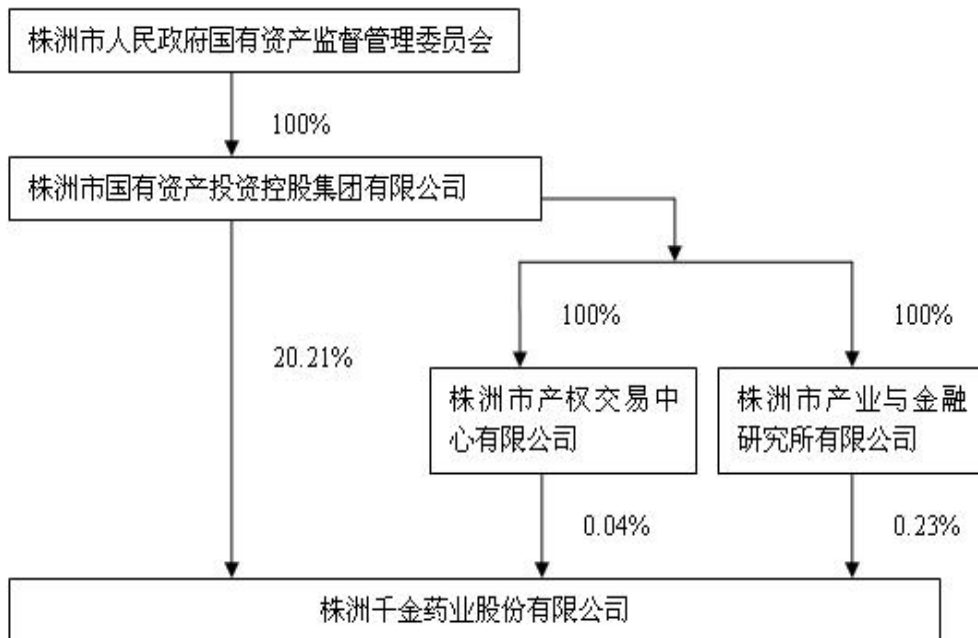 株洲市人民政府国有资产监督管理委员会
100%
株洲市国有资产投资控股集团有限公司
100%
100%
20.21%
株洲市产权交易中
心有限公司
株洲市产业与金融
研究所有限公司
0.04%
0.23%
株洲千金药业股份有限公司